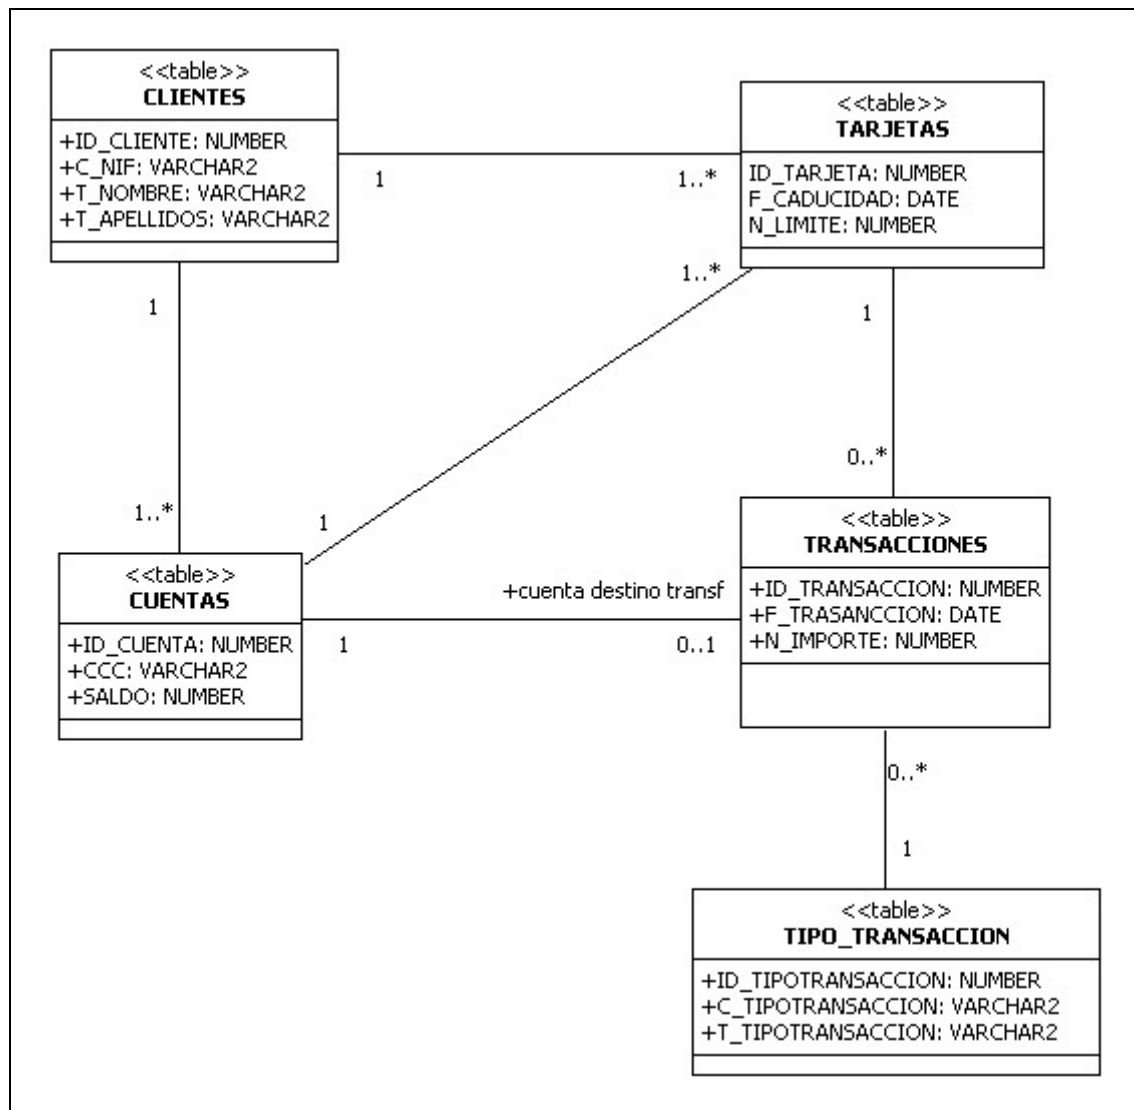 <<table>>
CLIENTES
+ID_CLIENTE: NUMBER
+C_NIF: VARCHAR2
+T_NOMBRE: VARCHAR2
+T_APELLIDOS: VARCHAR2
<<table>>
TARJETAS
ID_TARJETA: NUMBER
F_CADUCIDAD: DATE
N_LIMITE: NUMBER
1
1..*
1..*
1
1
0..*
1..*
1
<<table>>
CUENTAS
+ID_CUENTA: NUMBER
+CCC: VARCHAR2
+SALDO: NUMBER
+cuenta destino transf
1
0..1
<<table>>
TRANSACCIONES
+ID_TRANSACCION: NUMBER
+F_TRASANCCION: DATE
+N_IMPORTE: NUMBER
0..*
1
<<table>>
TIPO_TRANSACCION
+ID_TIPOTRANSACCION: NUMBER
+C_TIPOTRANSACCION: VARCHAR2
+T_TIPOTRANSACCION: VARCHAR2